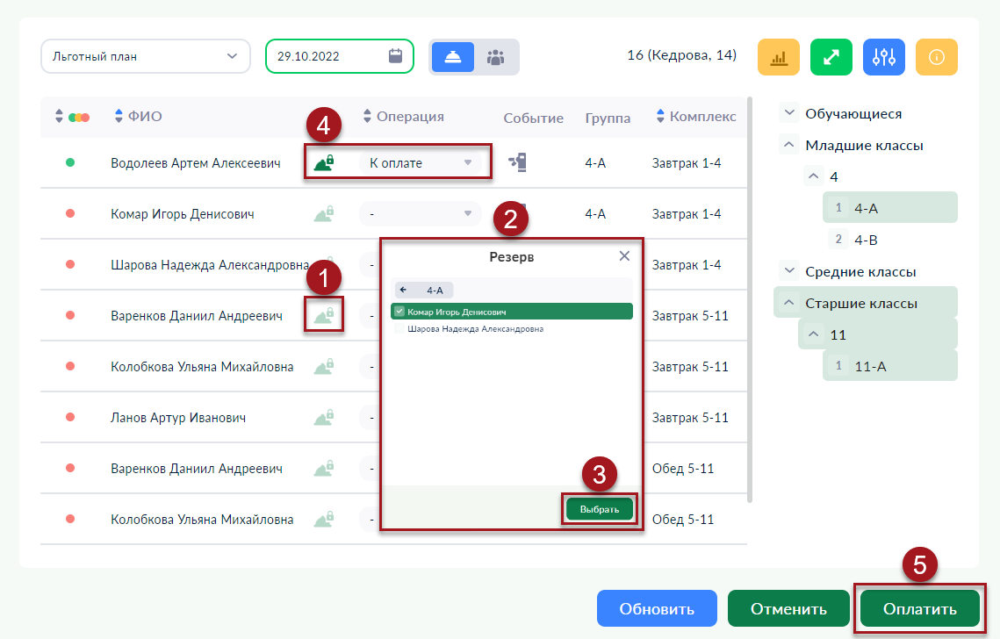 Льготный план 29.10.2022 16 (Кедрова, 14)
ФИО Операция Событие Группа Комплекс
4
Водолеев Артем Алексеевич К оплате 4-А Завтрак 1-4
Комар Игорь Денисович - 4-А Завтрак 1-4
2
Шарова Надежда Александровна - Завтрак 1-4
1
Варенков Даниил Андреевич - Завтрак 5-11
Колобкова Ульяна Михайловна - Завтрак 5-11
Ланов Артур Иванович - Завтрак 5-11
Варенков Даниил Андреевич - Обед 5-11
Колобкова Ульяна Михайловна - Обед 5-11
Резерв
4-А
Комар Игорь Денисович
Шарова Надежда Александровна
3
Выбрать
Обучающиеся
Младшие классы
4
1 4-А
2 4-В
Средние классы
Старшие классы
11
1 11-А
5
Обновить Отменить Оплатить